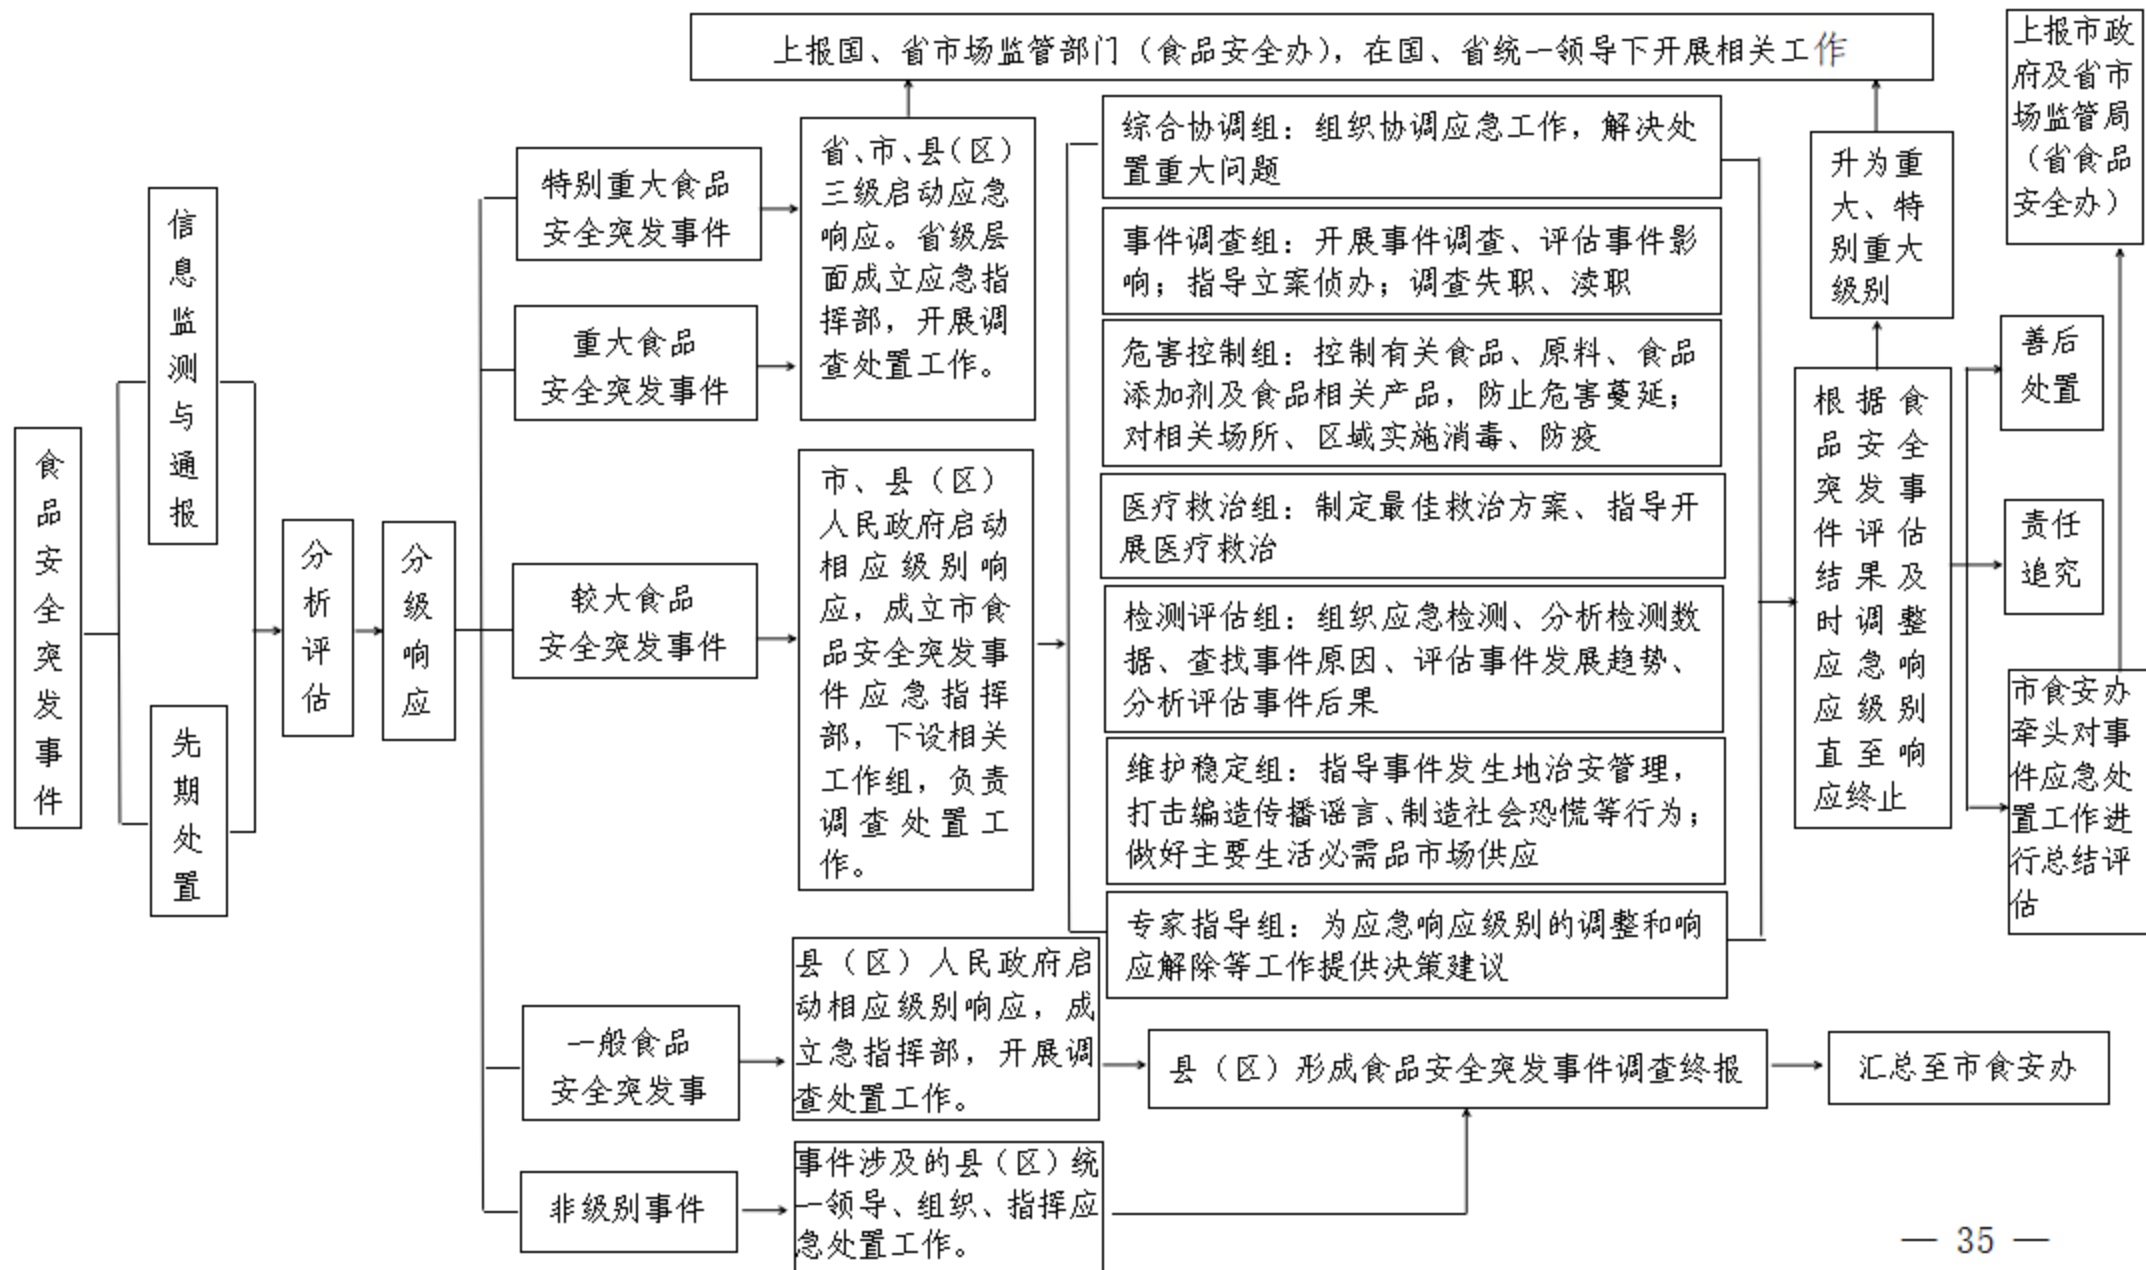 上报国、省市场监管部门（食品安全办），在国、省统一领导下开展相关工作
食品安全突发事件
信息监测与通报
先期处置
分析评估
分级响应
特别重大食品
安全突发事件
重大食品
安全突发事件
较大食品
安全突发事件
一般食品
安全突发事
非级别事件
省、市、县（区）
三级启动应急
响应。省级层
面成立应急指
挥部，开展调
查处置工作。
市、县（区）
人民政府启动
相应级别响
应，成立市食
品安全突发事
件应急指挥
部，下设相关
工作组，负责
调查处置工
作。
县（区）人民政府启
动相应级别响应，成
立急指挥部，开展调
查处置工作。
事件涉及的县（区）统
一领导、组织、指挥应
急处置工作。
综合协调组：组织协调应急工作，解决处
置重大问题
事件调查组：开展事件调查、评估事件影
响；指导立案侦办；调查失职、渎职
危害控制组：控制有关食品、原料、食品
添加剂及食品相关产品，防止危害蔓延；
对相关场所、区域实施消毒、防疫
医疗救治组：制定最佳救治方案、指导开
展医疗救治
检测评估组：组织应急检测、分析检测数
据、查找事件原因、评估事件发展趋势、
分析评估事件后果
维护稳定组：指导事件发生地治安管理，
打击编造传播谣言、制造社会恐慌等行为；
做好主要生活必需品市场供应
专家指导组：为应急响应级别的调整和响
应解除等工作提供决策建议
县（区）形成食品安全突发事件调查终报
汇总至市食安办
升为重
大、特
别重大
级别
根据食
品安全
突发事
件评估
结果及
时调整
应急响
应级别
直至响
应终止
善后
处置
责任
追究
市食安办
牵头对事
件应急处
置工作进
行总结评
估
上报市政
府及省市
场监管局
（省食品
安全办）
— 35 —